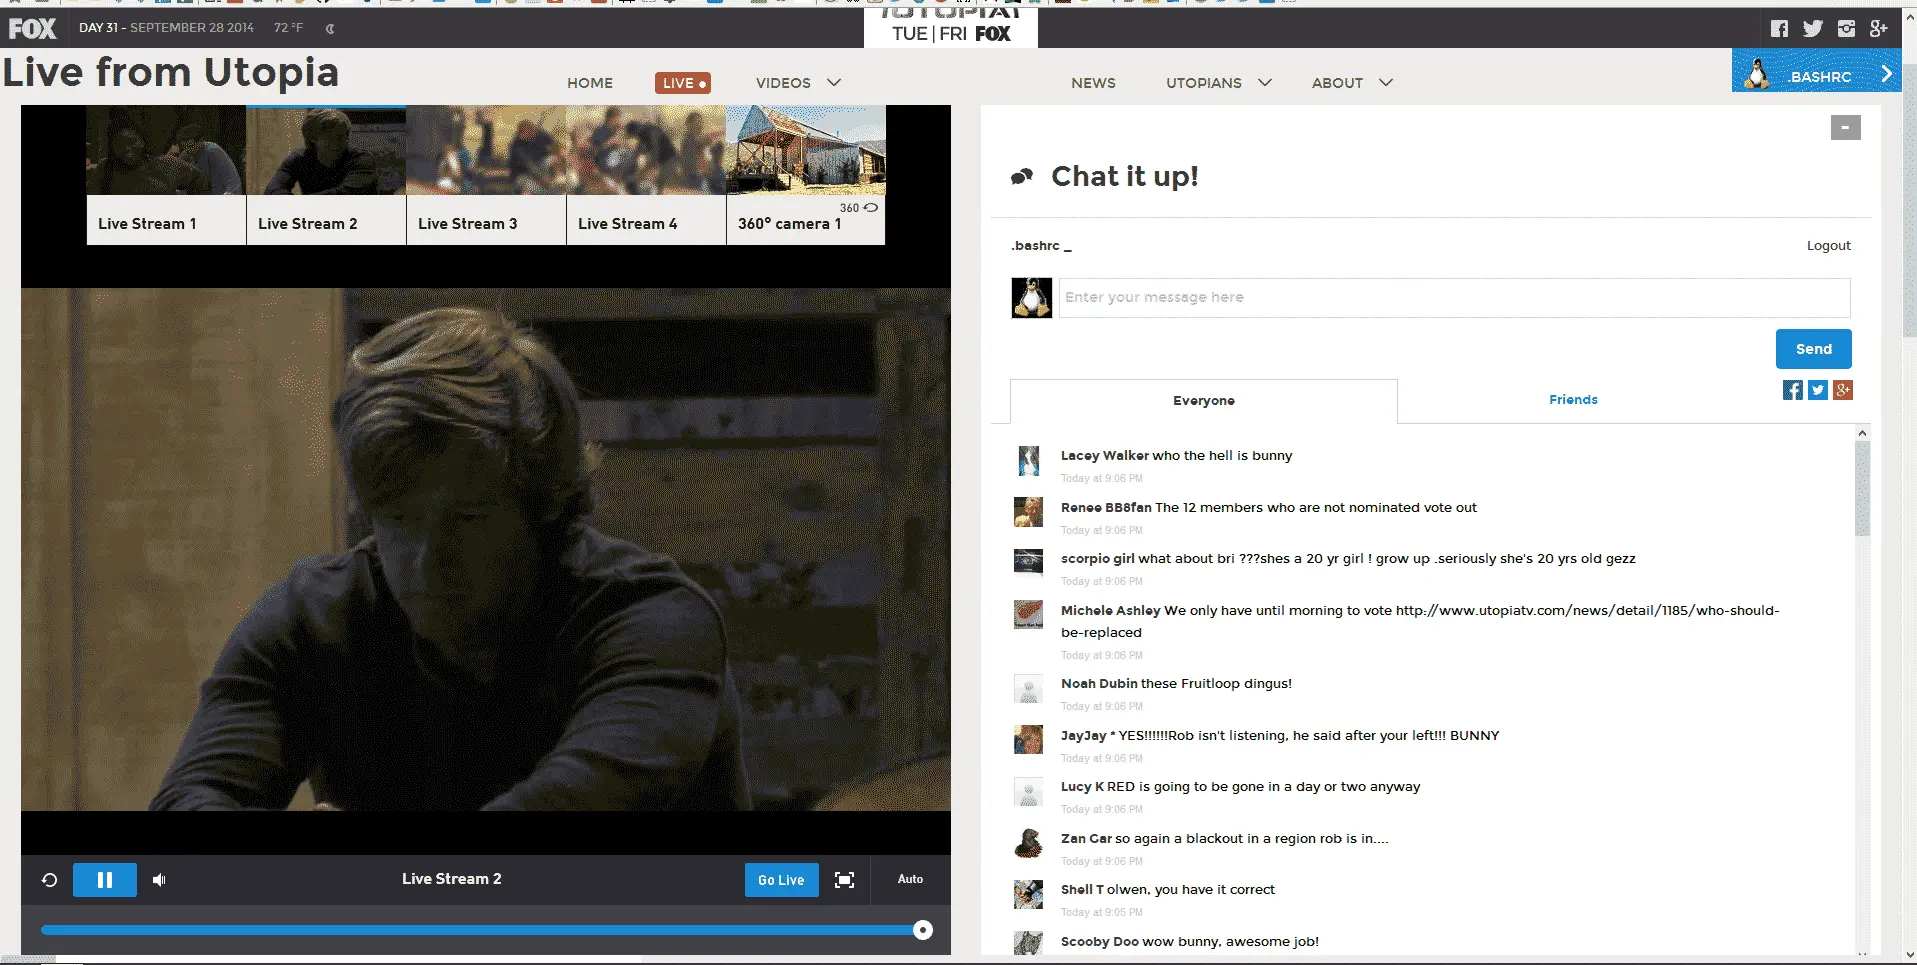 UTOPIA
FOX DAY 31 - SEPTEMBER 28 2014 72 °F
TUE | FRI FOX
Live from Utopia
HOME LIVE VIDEOS NEWS UTOPIANS ABOUT
.BASHRC
Live Stream 1
Live Stream 2
Live Stream 3
Live Stream 4
360
360° camera 1
Live Stream 2
Go Live
Auto
-
Chat it up!
.bashrc _ Logout
Enter your message here
Send
Everyone Friends
Lacey Walker who the hell is bunny
Today at 9:06 PM
Renee BB8fan The 12 members who are not nominated vote out
Today at 9:06 PM
scorpio girl what about bri ???shes a 20 yr girl ! grow up .seriously she's 20 yrs old gezz
Today at 9:06 PM
Michele Ashley We only have until morning to vote http://www.utopiatv.com/news/detail/1185/who-should-
be-replaced
Today at 9:06 PM
Noah Dubin these Fruitloop dingus!
Today at 9:06 PM
JayJay * YES!!!!!!Rob isn't listening, he said after your left!!! BUNNY
Today at 9:06 PM
Lucy K RED is going to be gone in a day or two anyway
Today at 9:06 PM
Zan Gar so again a blackout in a region rob is in....
Today at 9:06 PM
Shell T olwen, you have it correct
Today at 9:05 PM
Scooby Doo wow bunny, awesome job!